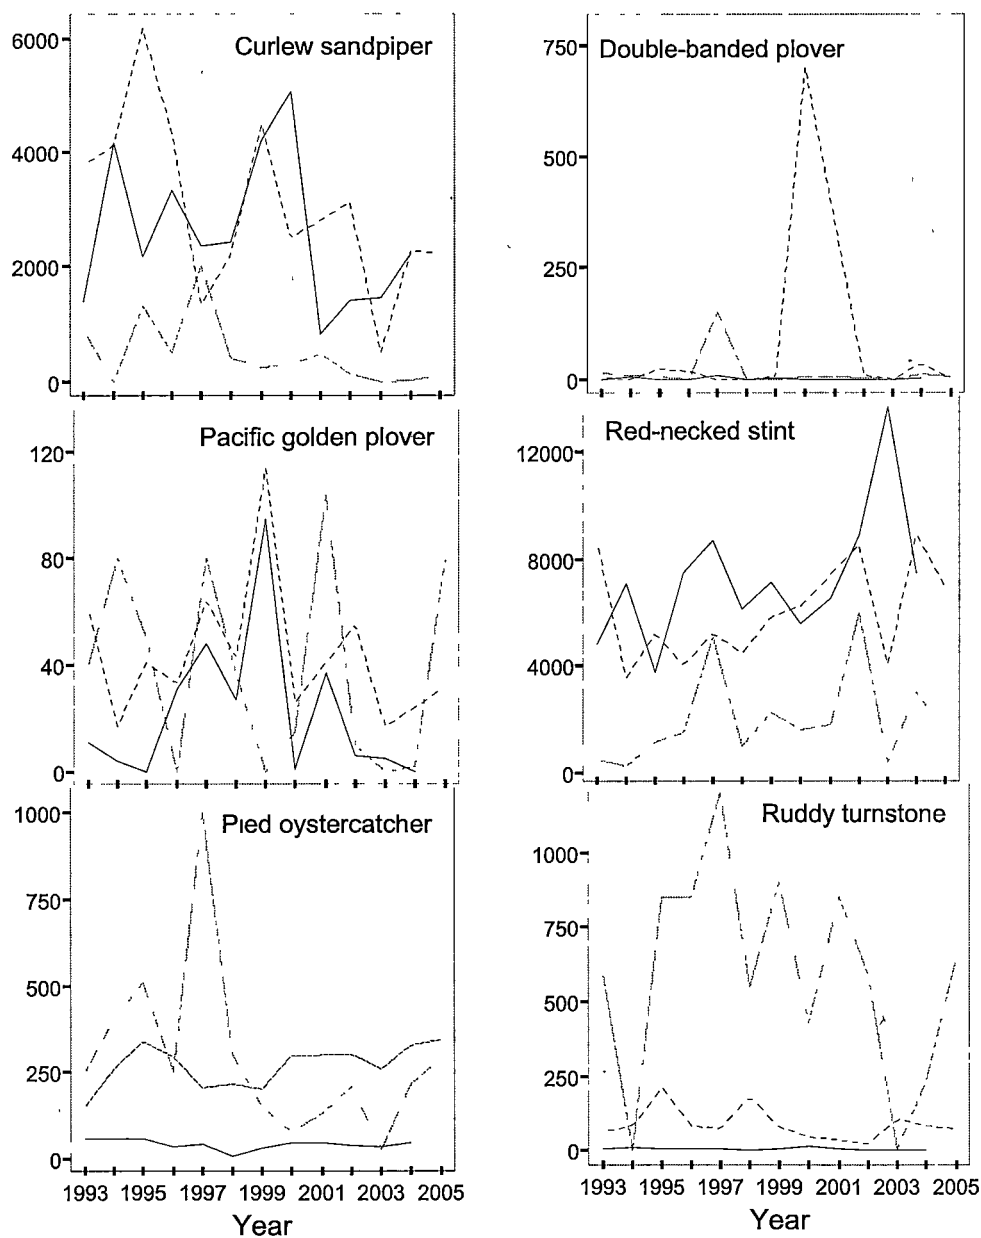 Curlew sandpiper
6000
4000
2000
0
Double-banded plover
750
500
250
0
Pacific golden plover
120
80
40
0
Red-necked stint
12000
8000
4000
0
Pied oystercatcher
1000
750
500
250
0
1993 1995 1997 1999 2001 2003 2005
Year
Ruddy turnstone
1000
750
500
250
0
1993 1995 1997 1999 2001 2003 2005
Year